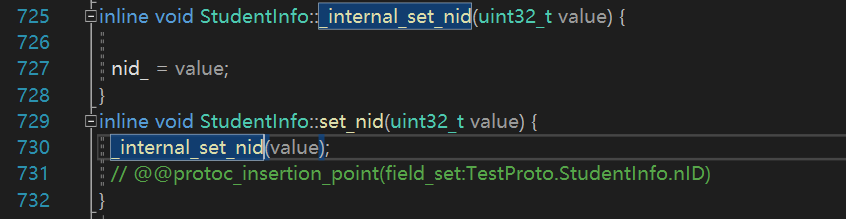 725 inline void StudentInfo::_internal_set_nid(uint32_t value) {
726
727 nid_ = value;
728 }
729 inline void StudentInfo::set_nid(uint32_t value) {
730 _internal_set_nid(value);
731 // @@protoc_insertion_point(field_set:TestProto.StudentInfo.nID)
732 }